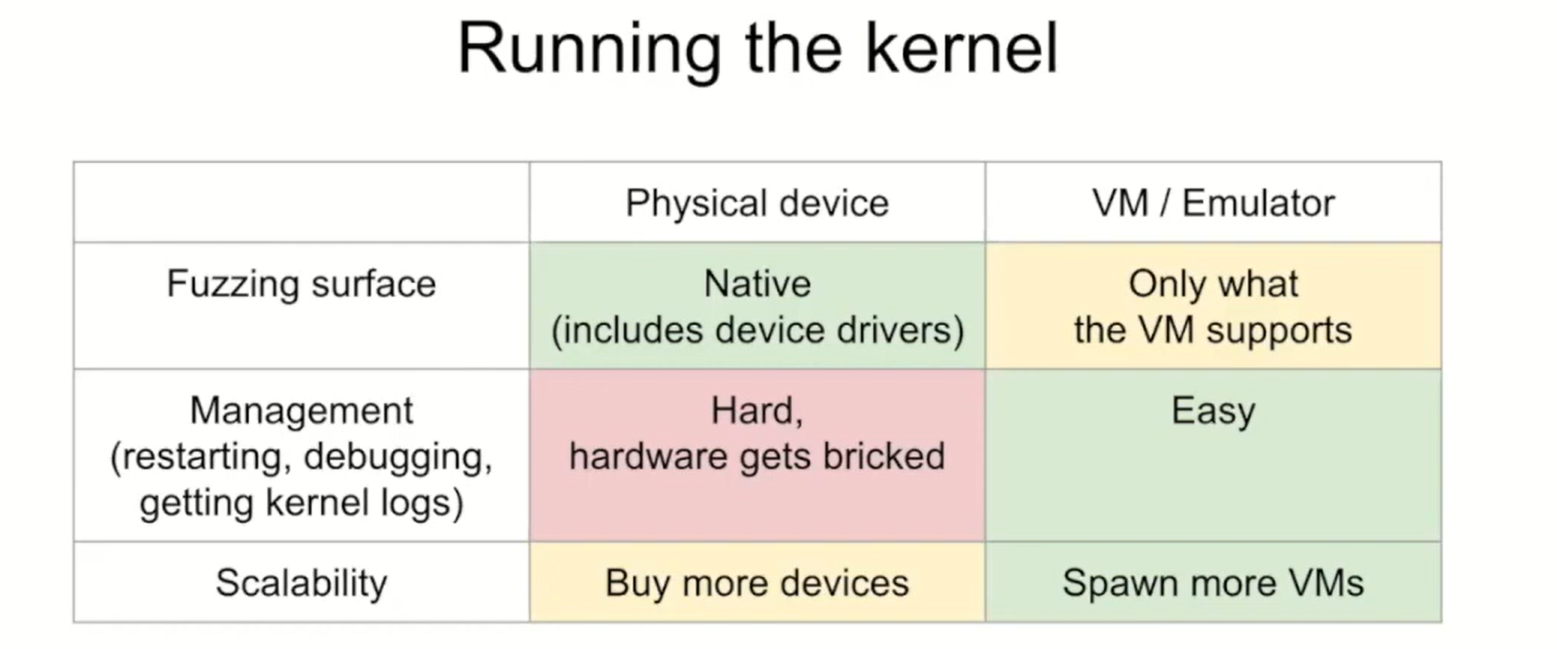 Running the kernel
Physical device
VM / Emulator
Fuzzing surface
Native
(includes device drivers)
Only what
the VM supports
Management
(restarting, debugging,
getting kernel logs)
Hard,
hardware gets bricked
Easy
Scalability
Buy more devices
Spawn more VMs